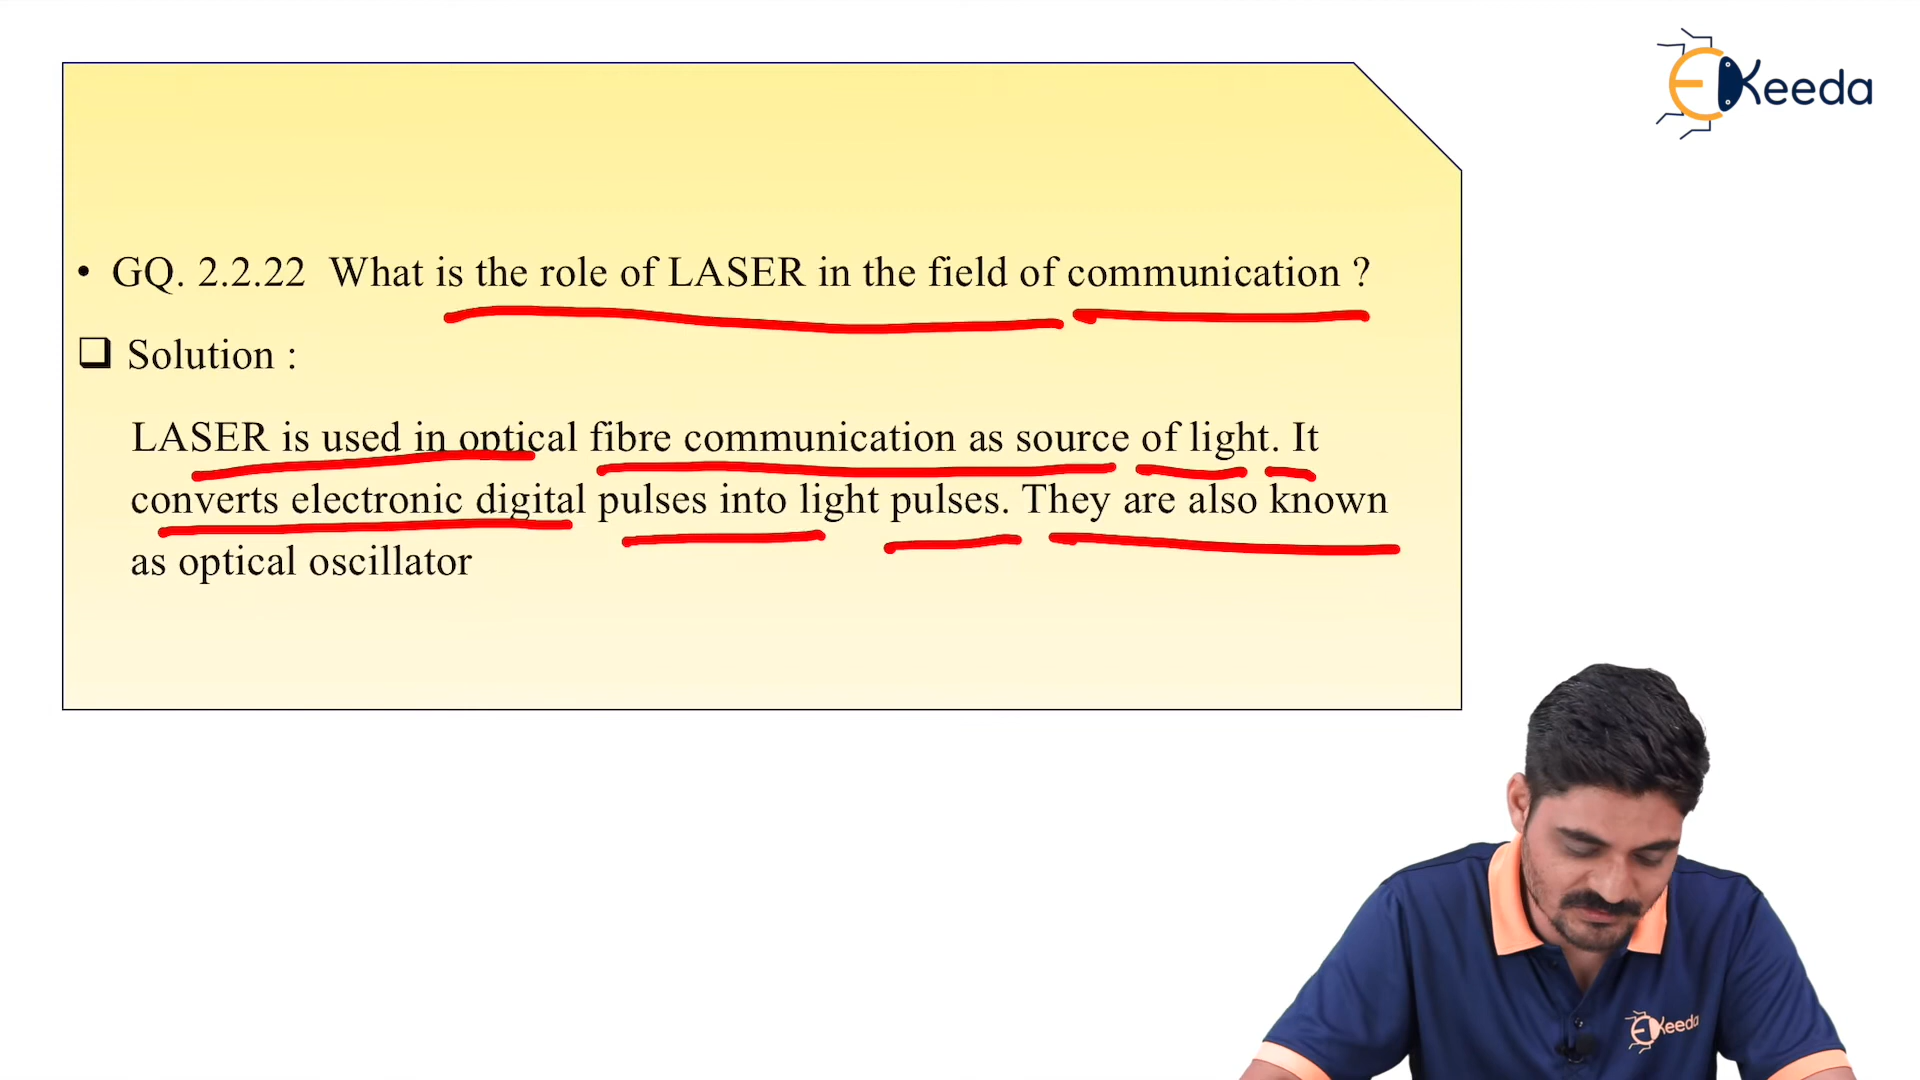 EKeeda
• GQ. 2.2.22 What is the role of LASER in the field of communication ?
❑ Solution :
LASER is used in optical fibre communication as source of light. It
converts electronic digital pulses into light pulses. They are also known
as optical oscillator
EKeeda